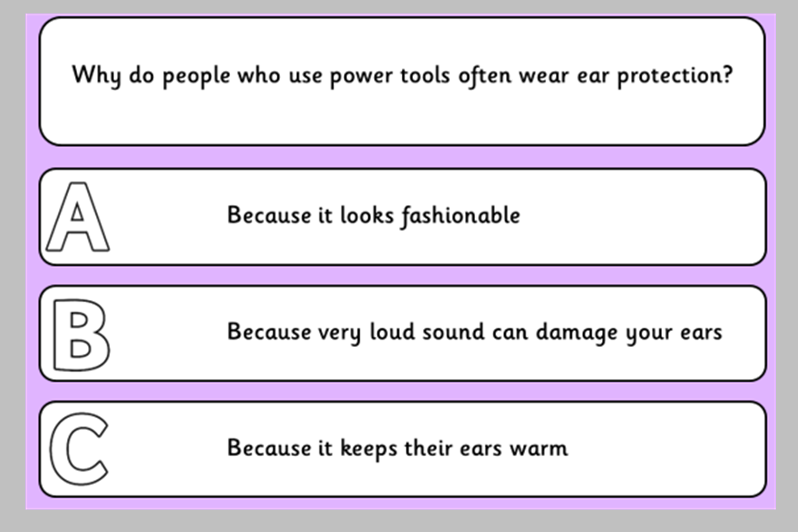 Why do people who use power tools often wear ear protection?
A
Because it looks fashionable
B
Because very loud sound can damage your ears
C
Because it keeps their ears warm